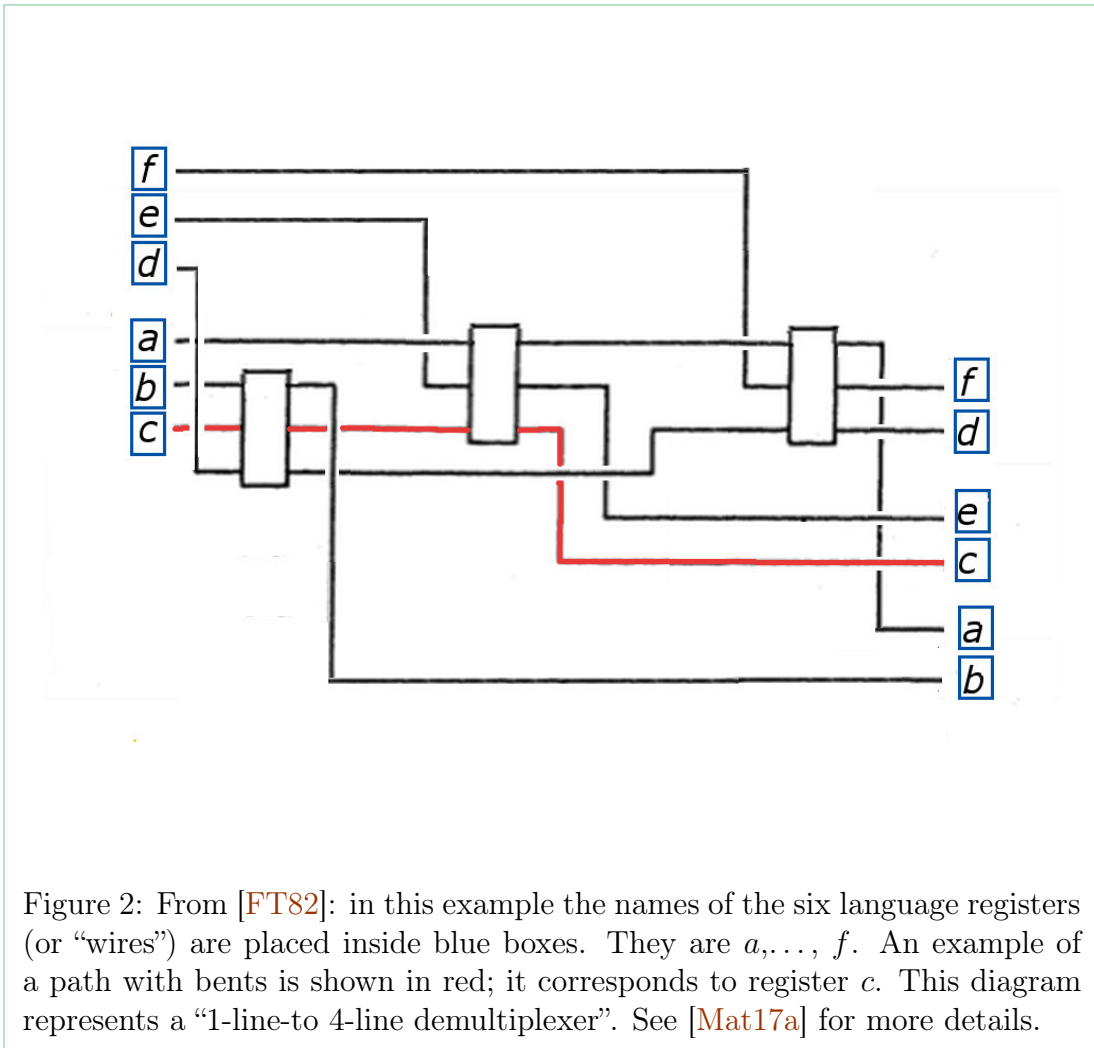 f
e
d
a
b
c
f
d
e
c
a
b
Figure 2: From [FT82]: in this example the names of the six language registers
(or “wires”) are placed inside blue boxes. They are a,..., f. An example of
a path with bents is shown in red; it corresponds to register c. This diagram
represents a “1-line-to 4-line demultiplexer”. See [Mat17a] for more details.